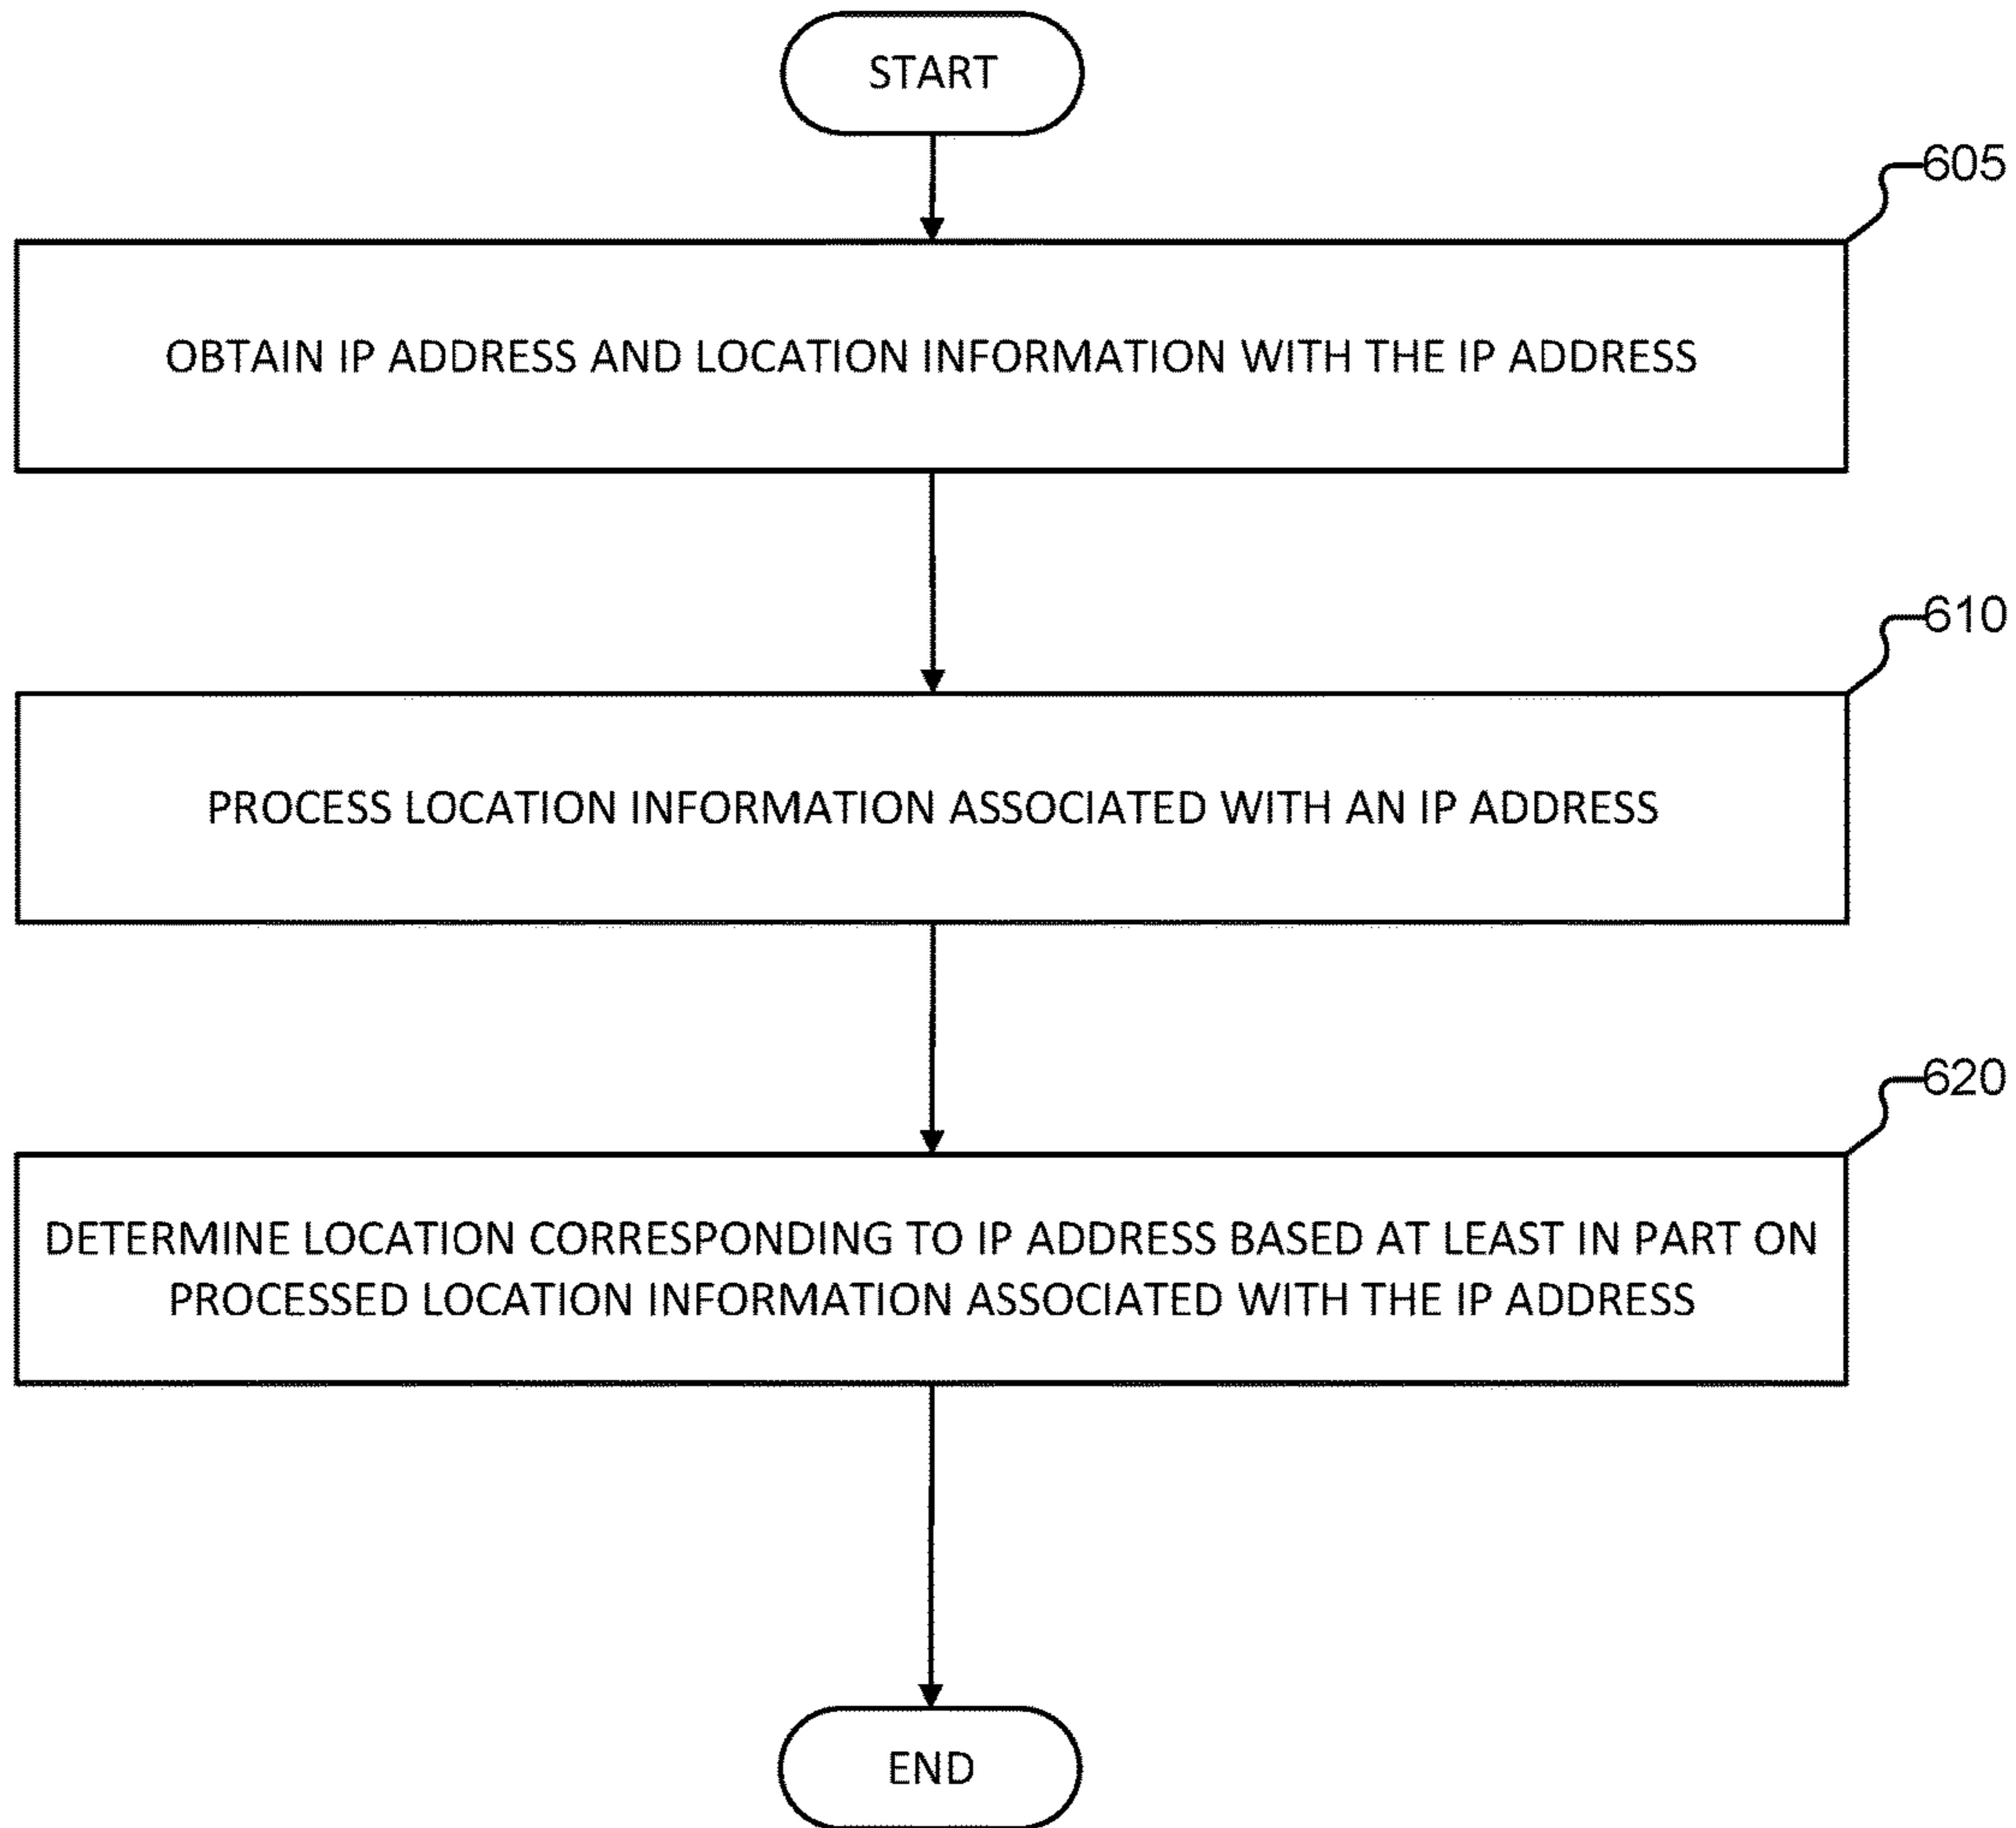 START
605
OBTAIN IP ADDRESS AND LOCATION INFORMATION WITH THE IP ADDRESS
610
PROCESS LOCATION INFORMATION ASSOCIATED WITH AN IP ADDRESS
620
DETERMINE LOCATION CORRESPONDING TO IP ADDRESS BASED AT LEAST IN PART ON
PROCESSED LOCATION INFORMATION ASSOCIATED WITH THE IP ADDRESS
END